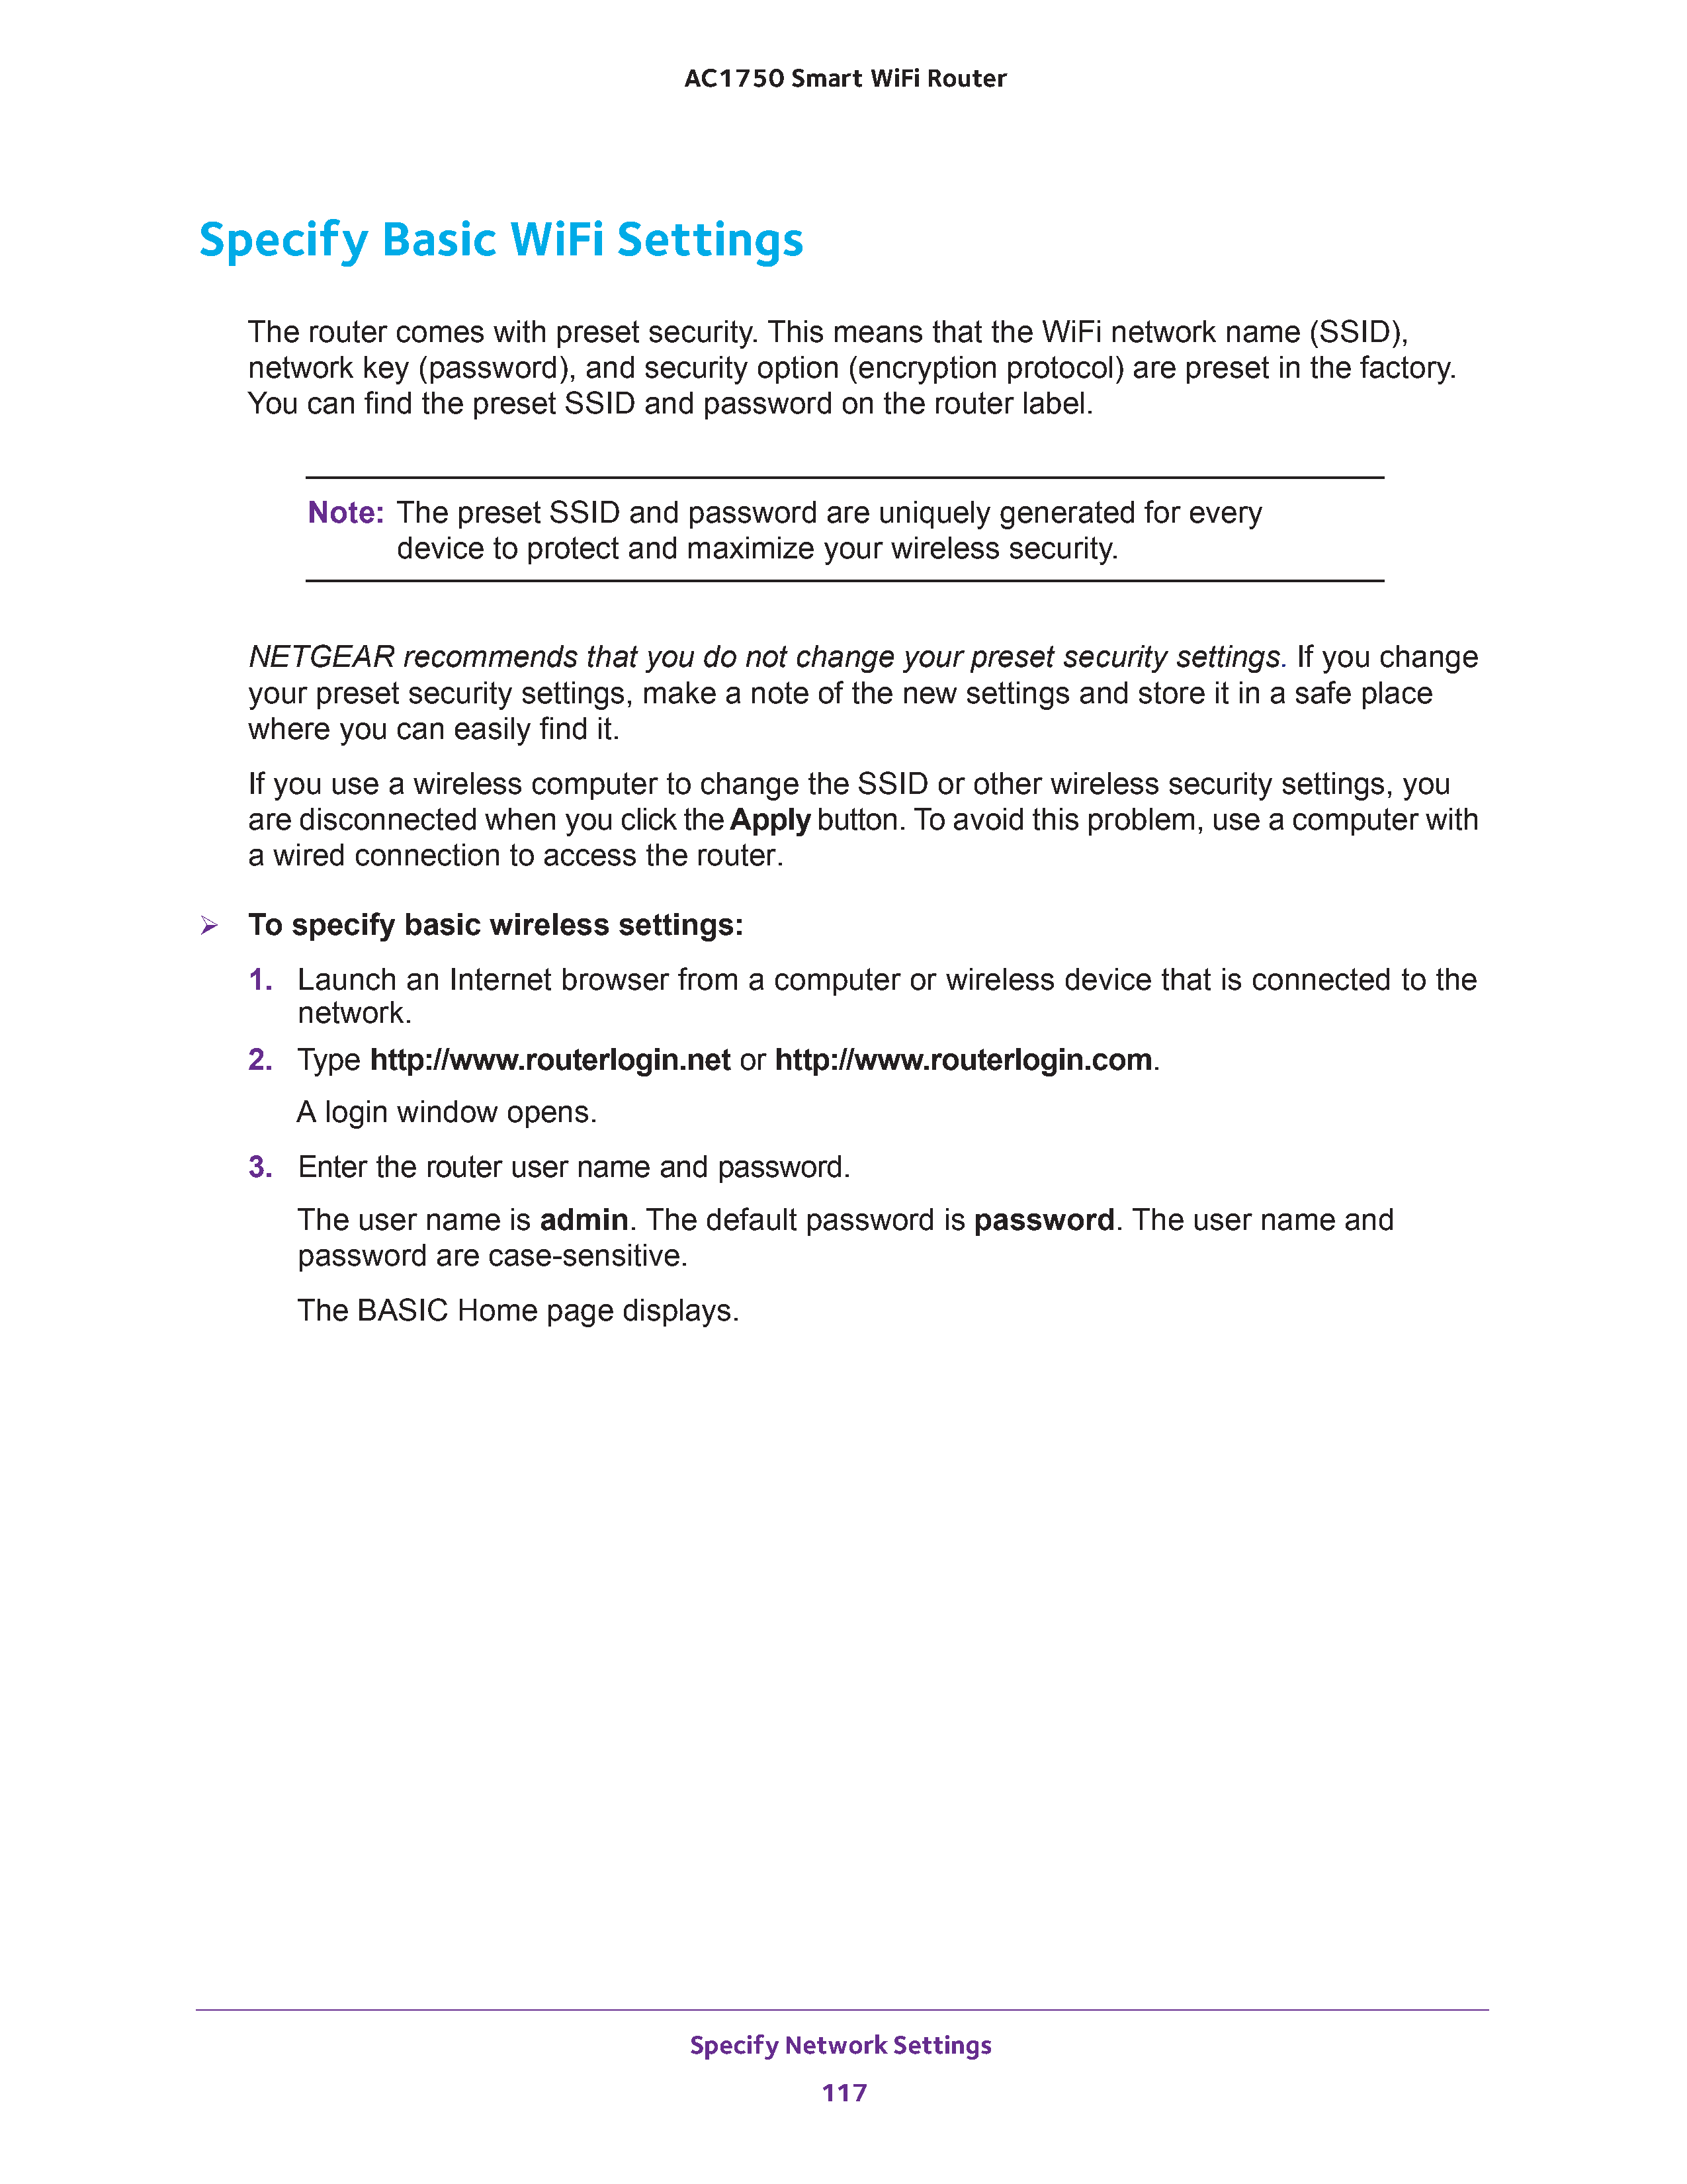 AC1750 Smart WiFi Router
Specify Basic WiFi Settings
The router comes with preset security. This means that the WiFi network name (SSID),
network key (password), and security option (encryption protocol) are preset in the factory.
You can find the preset SSID and password on the router label.
Note: The preset SSID and password are uniquely generated for every
device to protect and maximize your wireless security.
NETGEAR recommends that you do not change your preset security settings. If you change
your preset security settings, make a note of the new settings and store it in a safe place
where you can easily find it.
If you use a wireless computer to change the SSID or other wireless security settings, you
are disconnected when you click the Apply button. To avoid this problem, use a computer with
a wired connection to access the router.
➢ To specify basic wireless settings:
1. Launch an Internet browser from a computer or wireless device that is connected to the
network.
2. Type http://www.routerlogin.net or http://www.routerlogin.com.
A login window opens.
3. Enter the router user name and password.
The user name is admin. The default password is password. The user name and
password are case-sensitive.
The BASIC Home page displays.
Specify Network Settings
117